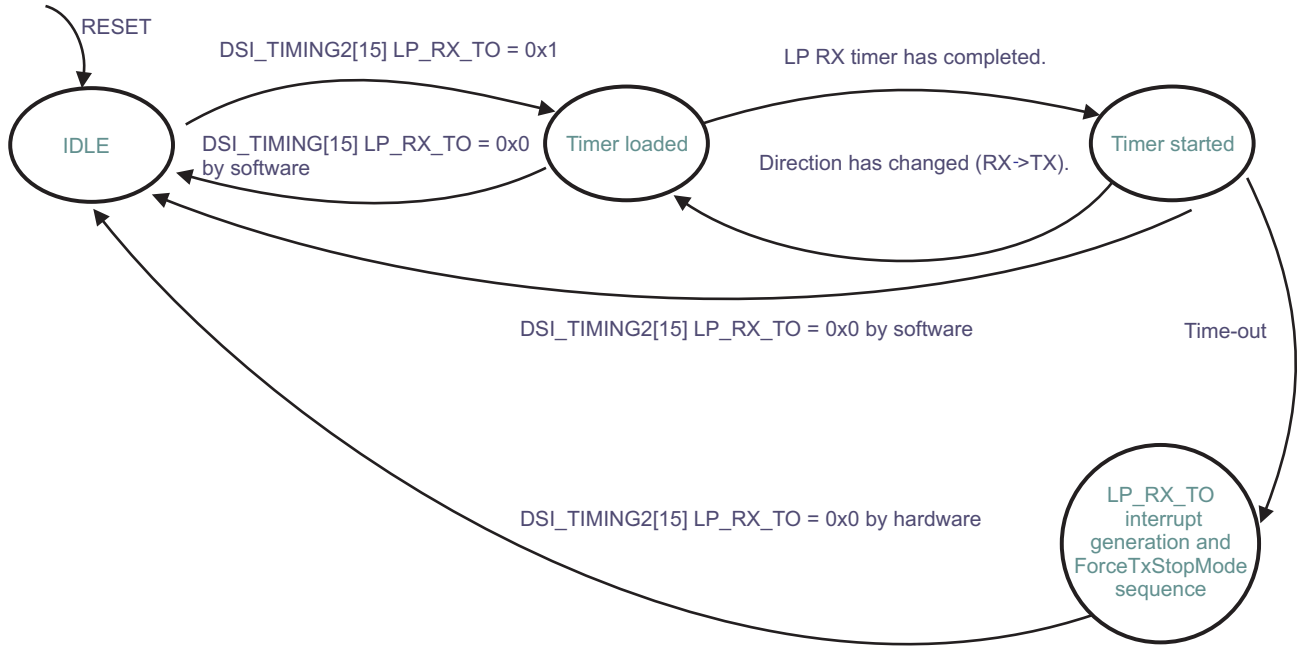 RESET
DSI_TIMING2[15] LP_RX_TO = 0x1
LP RX timer has completed.
IDLE
DSI_TIMING[15] LP_RX_TO = 0x0
by software
Timer loaded
Direction has changed (RX->TX).
Timer started
DSI_TIMING2[15] LP_RX_TO = 0x0 by software
Time-out
DSI_TIMING2[15] LP_RX_TO = 0x0 by hardware
LP_RX_TO
interrupt
generation and
ForceTxStopMode
sequence